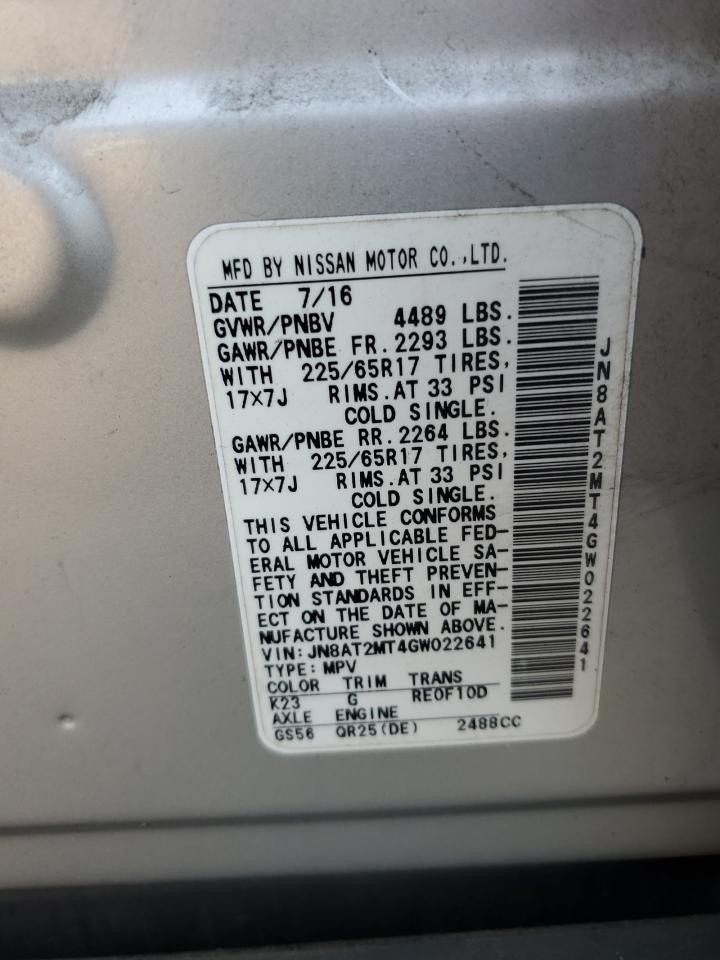 MFD BY NISSAN MOTOR CO.,LTD.
DATE 7/16
GVWR/PNBV 4489 LBS.
GAWR/PNBE FR.2293 LBS.
WITH 225/65R17 TIRES,
17×7J RIMS.AT 33 PSI
COLD SINGLE.
GAWR/PNBE RR.2264 LBS.
WITH 225/65R17 TIRES,
17×7J RIMS.AT 33 PSI
COLD SINGLE.
THIS VEHICLE CONFORMS
TO ALL APPLICABLE FED-
ERAL MOTOR VEHICLE SA-
FETY AND THEFT PREVEN-
TION STANDARDS IN EFF-
ECT ON THE DATE OF MA-
NUFACTURE SHOWN ABOVE.
VIN:JN8AT2MT4GW022641
TYPE:MPV
COLOR TRIM TRANS
K23 G RE0F10D
AXLE ENGINE
GS56 QR25(DE) 2488CC
JN8AT2MT4GW022641